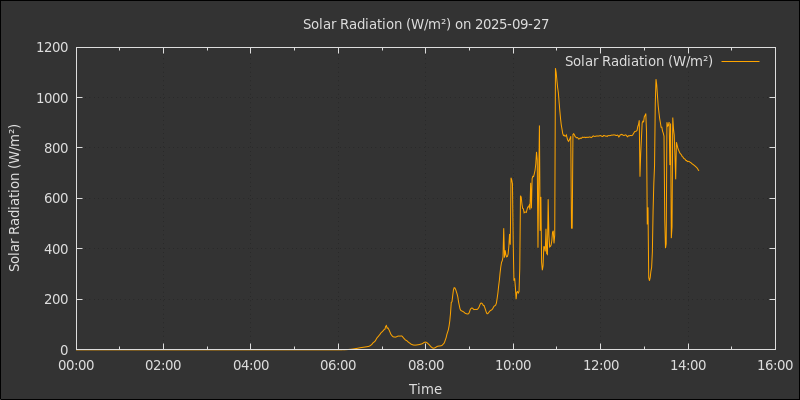 Solar Radiation (W/m²) on 2025-09-27
Solar Radiation (W/m²)
Solar Radiation (W/m²)
1200
1000
800
600
400
200
0
00:00 02:00 04:00 06:00 08:00 10:00 12:00 14:00 16:00
Time